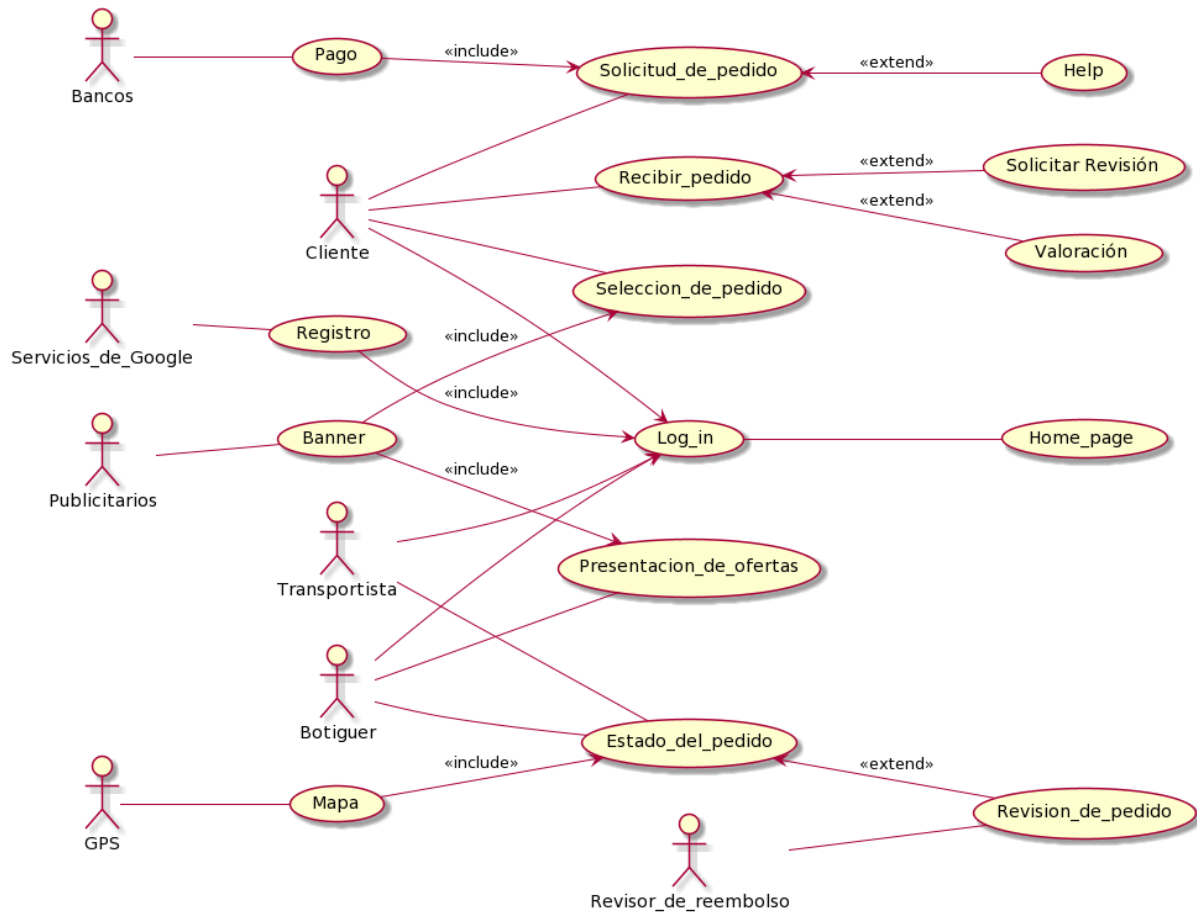 Bancos
Pago
«include»
Solicitud_de_pedido
«extend»
Help
Cliente
Recibir_pedido
«extend»
Solicitar Revisión
«extend»
Valoración
Seleccion_de_pedido
Servicios_de_Google
Registro
«include»
«include»
Publicitarios
Banner
Log_in
Home_page
«include»
Transportista
Presentacion_de_ofertas
Botiguer
Estado_del_pedido
«include»
«extend»
GPS
Mapa
Revision_de_pedido
Revisor_de_reembolso